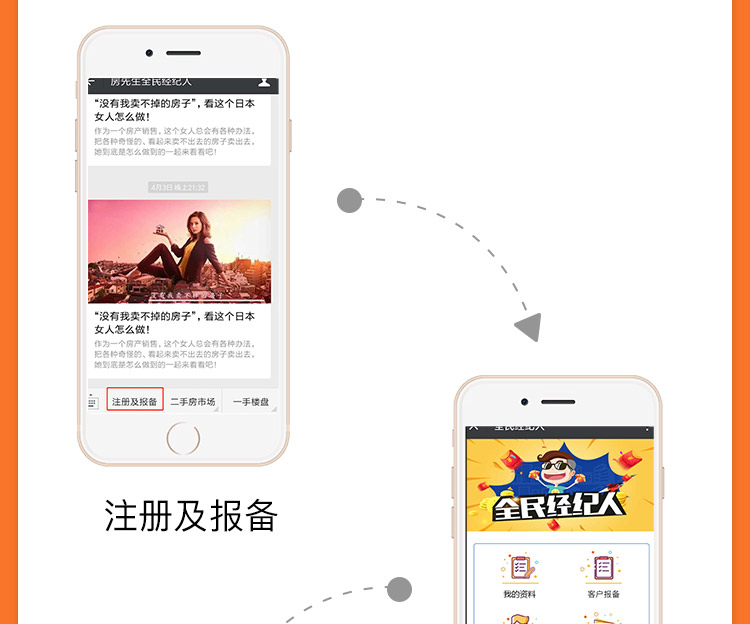 房先生全民经纪人
“没有我卖不掉的房子”，看这个日本
女人怎么做！
作为一个房产销售，这个女人总会有各种办法，
把各种奇怪的、看起来卖不出去的房子卖出去，
她到底是怎么做到的一起来看看吧！
4月3日 晚上21:32
没有我卖不掉的房子
“没有我卖不掉的房子”，看这个日本
女人怎么做！
作为一个房产销售，这个女人总会有各种办法，
把各种奇怪的、看起来卖不出去的房子卖出去，
她到底是怎么做到的一起来看看吧！
注册及报备
二手房市场
一手楼盘
注册及报备
全民经纪人
全民经纪人
我的资料
客户报备